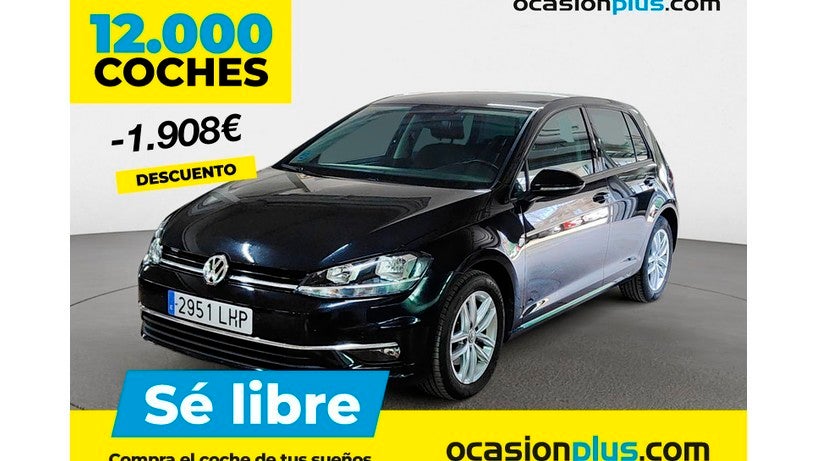 ocasionplus.com
12.000
COCHES
-1.908€
DESCUENTO
2951 LHP
Sé libre
Compra el coche de tus sueños
ocasionplus.com